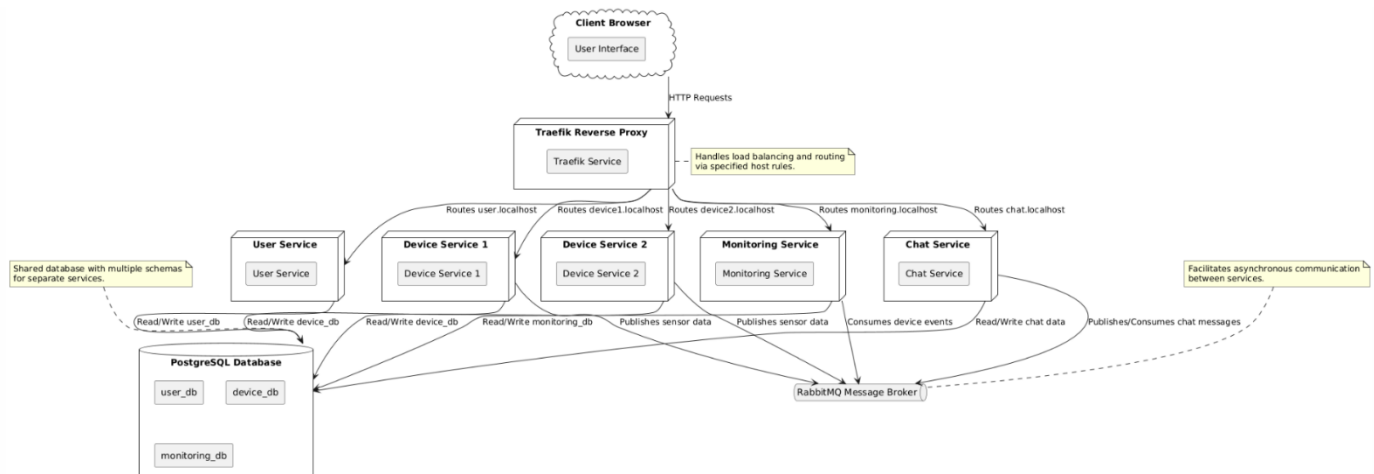 Client Browser
User Interface
HTTP Requests
Traefik Reverse Proxy
Traefik Service
Handles load balancing and routing
via specified host rules.
Routes user.localhost
Routes device1.localhost
Routes device2.localhost
Routes monitoring.localhost
Routes chat.localhost
User Service
Device Service 1
Device Service 2
Monitoring Service
Chat Service
User Service
Device Service 1
Device Service 2
Monitoring Service
Chat Service
Shared database with multiple schemas
for separate services.
Facilitates asynchronous communication
between services.
Read/Write user_db
Read/Write device_db
Read/Write device_db
Read/Write monitoring_db
Publishes sensor data
Publishes sensor data
Consumes device events
Read/Write chat data
Publishes/Consumes chat messages
PostgreSQL Database
user_db
device_db
RabbitMQ Message Broker
monitoring_db